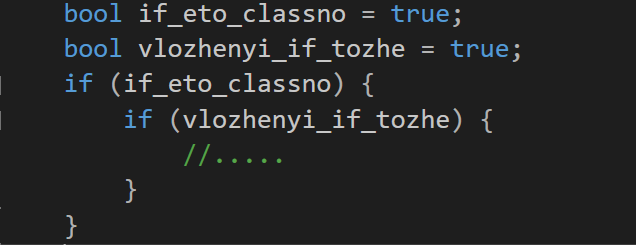 bool if_eto_classno = true;
bool vlozhenyi_if_tozhe = true;
if (if_eto_classno) {
if (vlozhenyi_if_tozhe) {
//.....
}
}